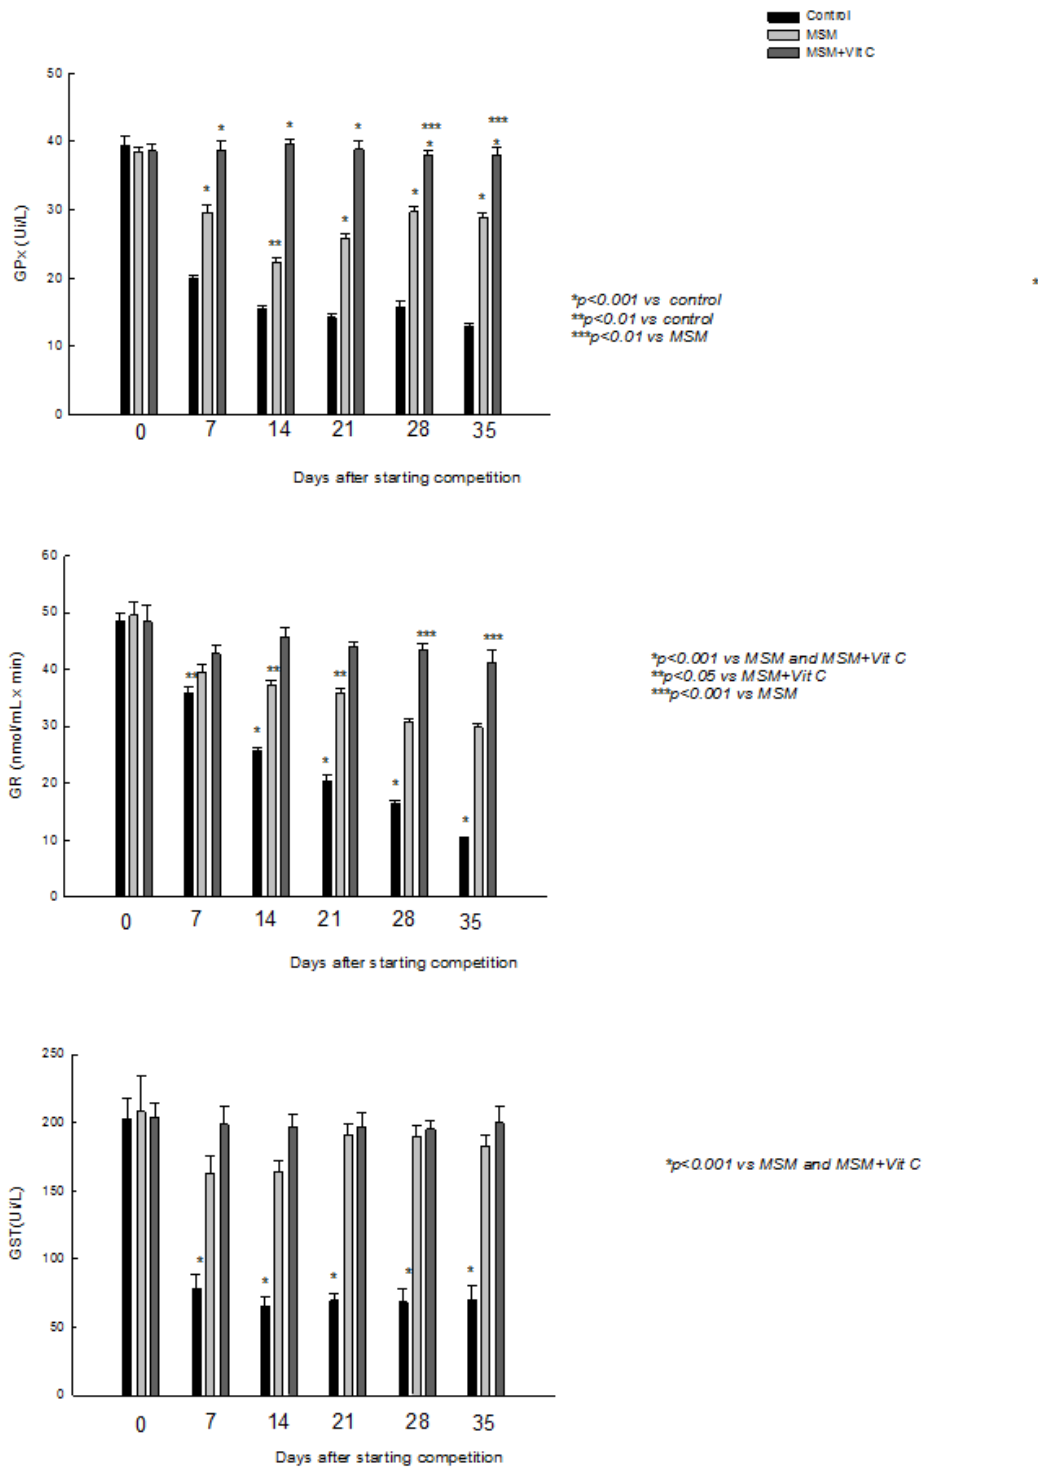 Control
MSM
MSM+Vit C
50
40
30
20
10
0
GPx (Ui/L)
*
*
*
***
*
***
*
*
**
*
*
*
0 7 14 21 28 35
Days after starting competition
*p<0.001 vs control
**p<0.01 vs control
***p<0.01 vs MSM
*
60
50
40
30
20
10
0
GR (nmol/mL x min)
**
**
**
***
***
*
*
*
*
0 7 14 21 28 35
Days after starting competition
*p<0.001 vs MSM and MSM+Vit C
**p<0.05 vs MSM+Vit C
***p<0.001 vs MSM
250
200
150
100
50
0
GST(Ui/L)
*
*
*
*
*
0 7 14 21 28 35
Days after starting competition
*p<0.001 vs MSM and MSM+Vit C